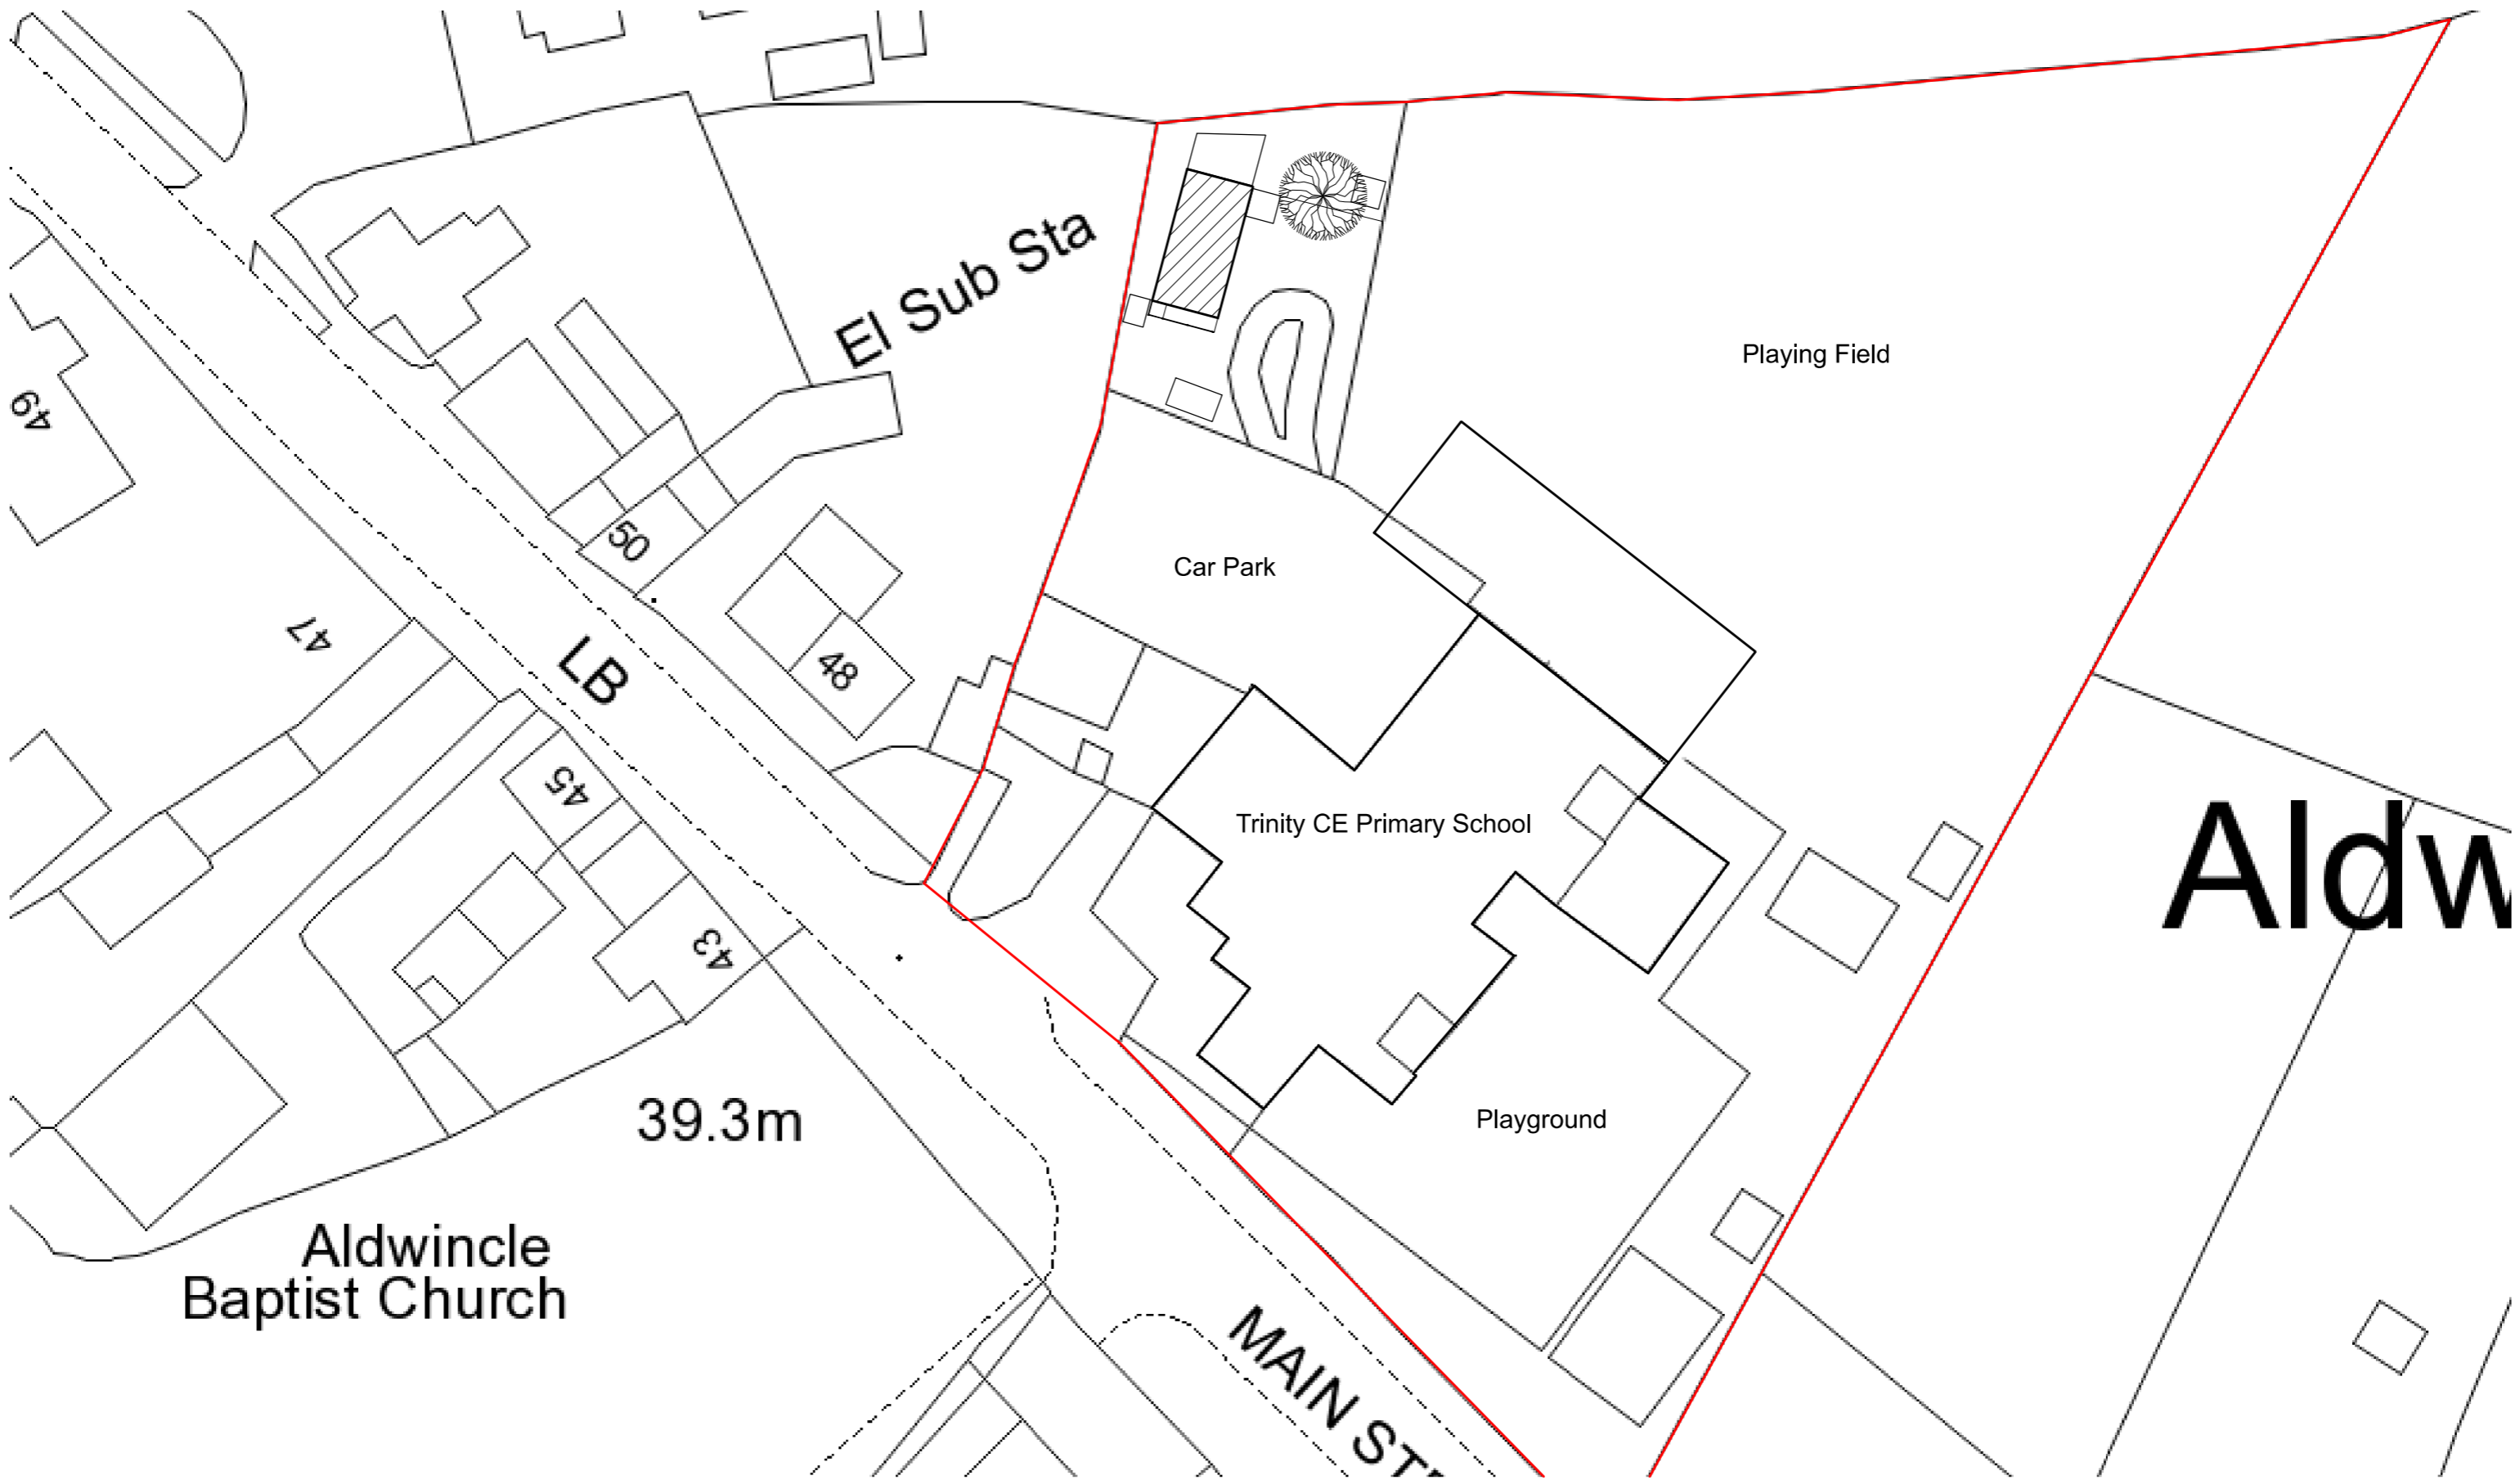 El Sub Sta
Playing Field
49
50
Car Park
47
LB
48
45
Trinity CE Primary School
Aldw
43
39.3m
Playground
Aldwincle
Baptist Church
MAIN